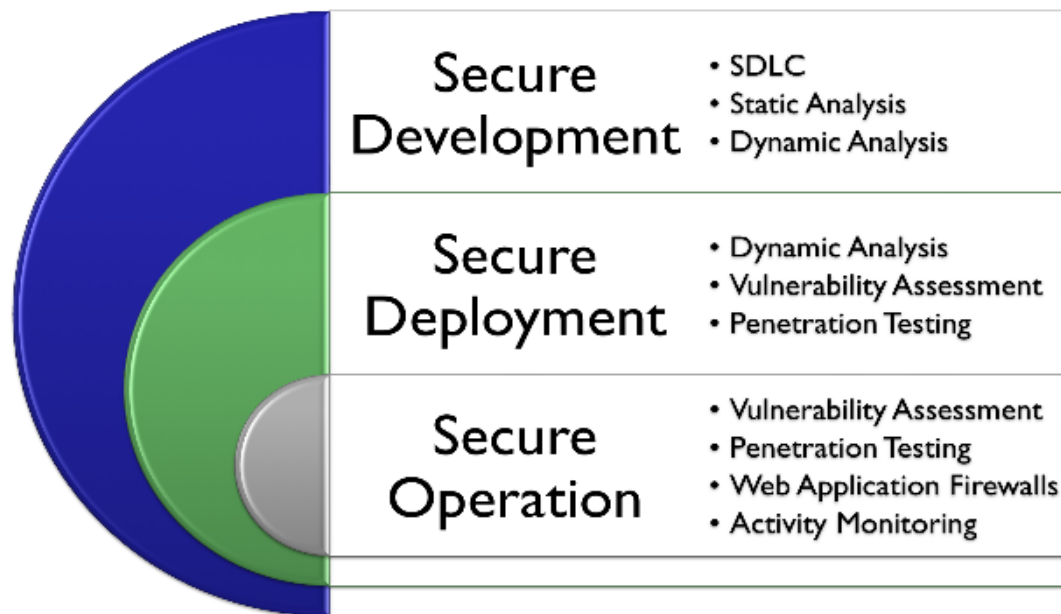 Secure
Development
• SDLC
• Static Analysis
• Dynamic Analysis
Secure
Deployment
• Dynamic Analysis
• Vulnerability Assessment
• Penetration Testing
Secure
Operation
• Vulnerability Assessment
• Penetration Testing
• Web Application Firewalls
• Activity Monitoring